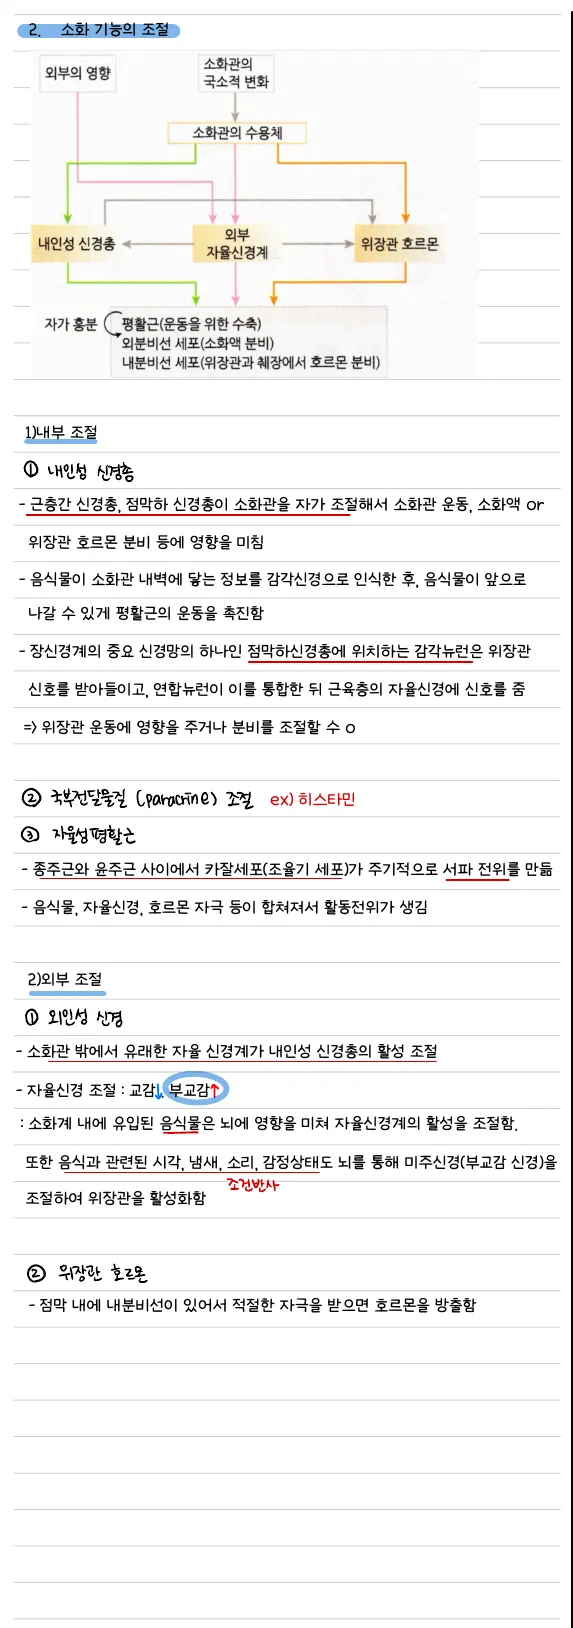 2. 소화 기능의 조절
외부의 영향
소화관의
국소적 변화
소화관의 수용체
내인성 신경총
외부
자율신경계
위장관 호르몬
자가 흥분
평활근(운동을 위한 수축)
외분비선 세포(소화액 분비)
내분비선 세포(위장관과 췌장에서 호르몬 분비)
1)내부 조절
① 내인성 신경총
- 근층간 신경총, 점막하 신경총이 소화관을 자가 조절해서 소화관 운동, 소화액 or
위장관 호르몬 분비 등에 영향을 미침
- 음식물이 소화관 내벽에 닿는 정보를 감각신경으로 인식한 후, 음식물이 앞으로
나갈 수 있게 평활근의 운동을 촉진함
- 장신경계의 중요 신경망의 하나인 점막하신경총에 위치하는 감각뉴런은 위장관
신호를 받아들이고, 연합뉴런이 이를 통합한 뒤 근육층의 자율신경에 신호를 줌
=> 위장관 운동에 영향을 주거나 분비를 조절할 수 o
② 국부전달물질 (paracrine) 조절 ex) 히스타민
③ 자율성평활근
- 종주근와 윤주근 사이에서 카잘세포(조율기 세포)가 주기적으로 서파 전위를 만듦
- 음식물, 자율신경, 호르몬 자극 등이 합쳐져서 활동전위가 생김
2)외부 조절
① 외인성 신경
- 소화관 밖에서 유래한 자율 신경계가 내인성 신경총의 활성 조절
- 자율신경 조절 : 교감↓, 부교감↑
: 소화계 내에 유입된 음식물은 뇌에 영향을 미쳐 자율신경계의 활성을 조절함.
또한 음식과 관련된 시각, 냄새, 소리, 감정상태도 뇌를 통해 미주신경(부교감 신경)을
조건반사
조절하여 위장관을 활성화함
② 위장관 호르몬
- 점막 내에 내분비선이 있어서 적절한 자극을 받으면 호르몬을 방출함